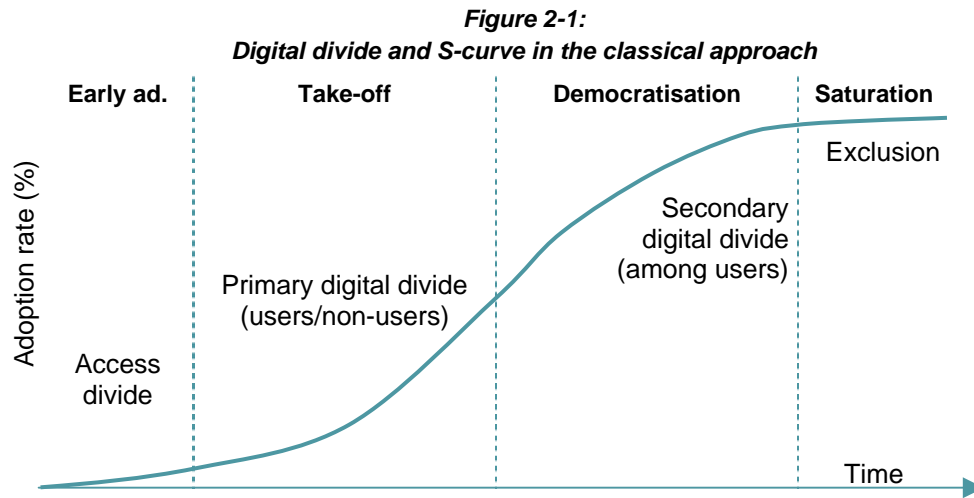 Figure 2-1:
Digital divide and S-curve in the classical approach
Early ad.
Take-off
Democratisation
Saturation
Adoption rate (%)
Exclusion
Secondary
digital divide
(among users)
Primary digital divide
(users/non-users)
Access
divide
Time